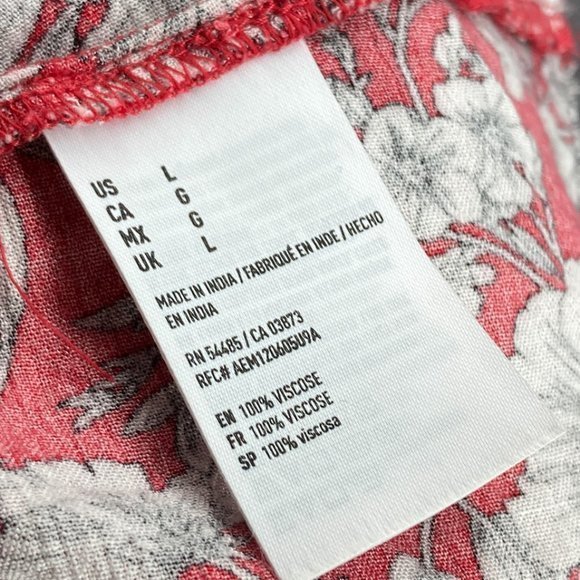 US L
CA G
MX G
UK L
MADE IN INDIA / FABRIQUÉ EN INDE / HECHO
EN INDIA
RN 54485 / CA 03873
RFC# AEM120605U9A
EN 100% VISCOSE
FR 100% VISCOSE
SP 100% viscosa